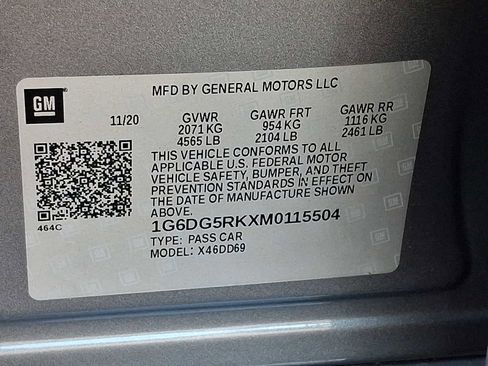 MFD BY GENERAL MOTORS LLC
GM
11/20 GVWR GAWR FRT GAWR RR
2071 KG 954 KG 1116 KG
4565 LB 2104 LB 2461 LB
THIS VEHICLE CONFORMS TO ALL
APPLICABLE U.S. FEDERAL MOTOR
VEHICLE SAFETY, BUMPER, AND THEFT
PREVENTION STANDARDS IN EFFECT ON
THE DATE OF MANUFACTURE SHOWN
ABOVE.
464C
1G6DG5RKXM0115504
TYPE: PASS CAR
MODEL: X46DD69